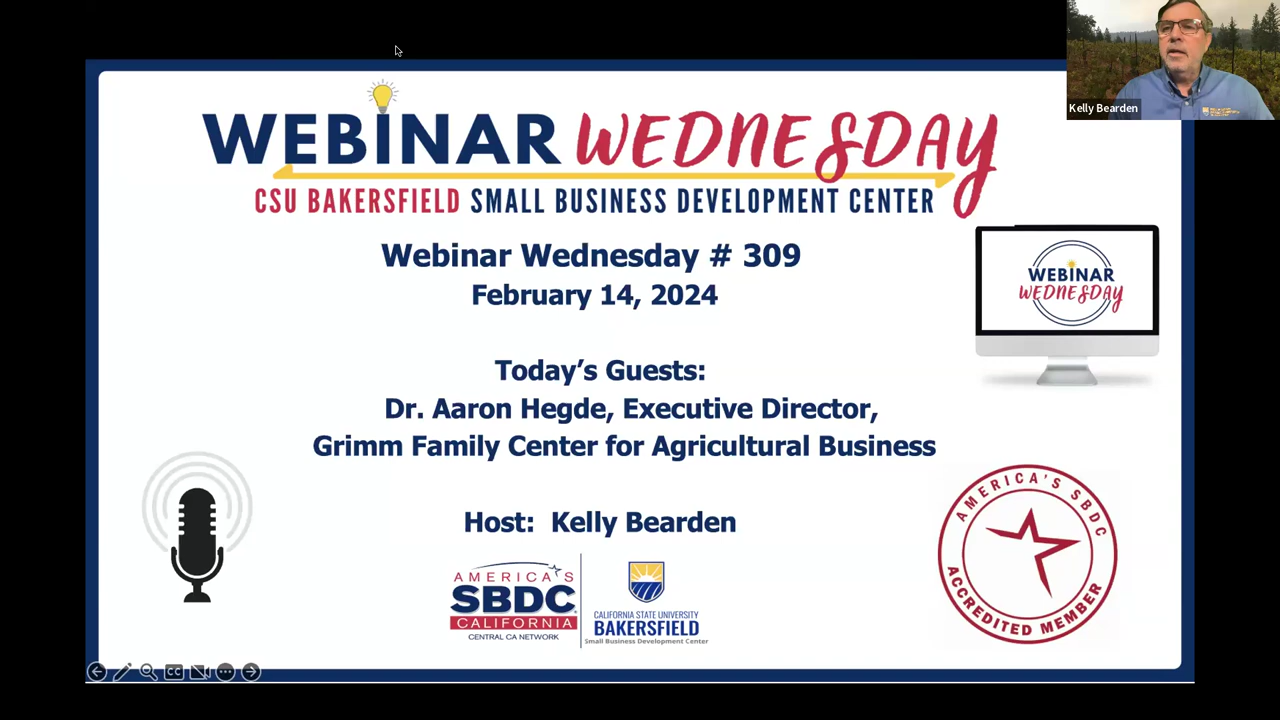 Kelly Bearden
WEBINAR WEDNESDAY
CSU BAKERSFIELD SMALL BUSINESS DEVELOPMENT CENTER
Webinar Wednesday # 309
February 14, 2024
WEBINAR
WEDNESDAY
Today's Guests:
Dr. Aaron Hegde, Executive Director,
Grimm Family Center for Agricultural Business
Host: Kelly Bearden
AMERICA'S
SBDC
CALIFORNIA
CENTRAL CA NETWORK
CALIFORNIA STATE UNIVERSITY
BAKERSFIELD
Small Business Development Center
AMERICA'S SBDC
ACCREDITED MEMBER
CC